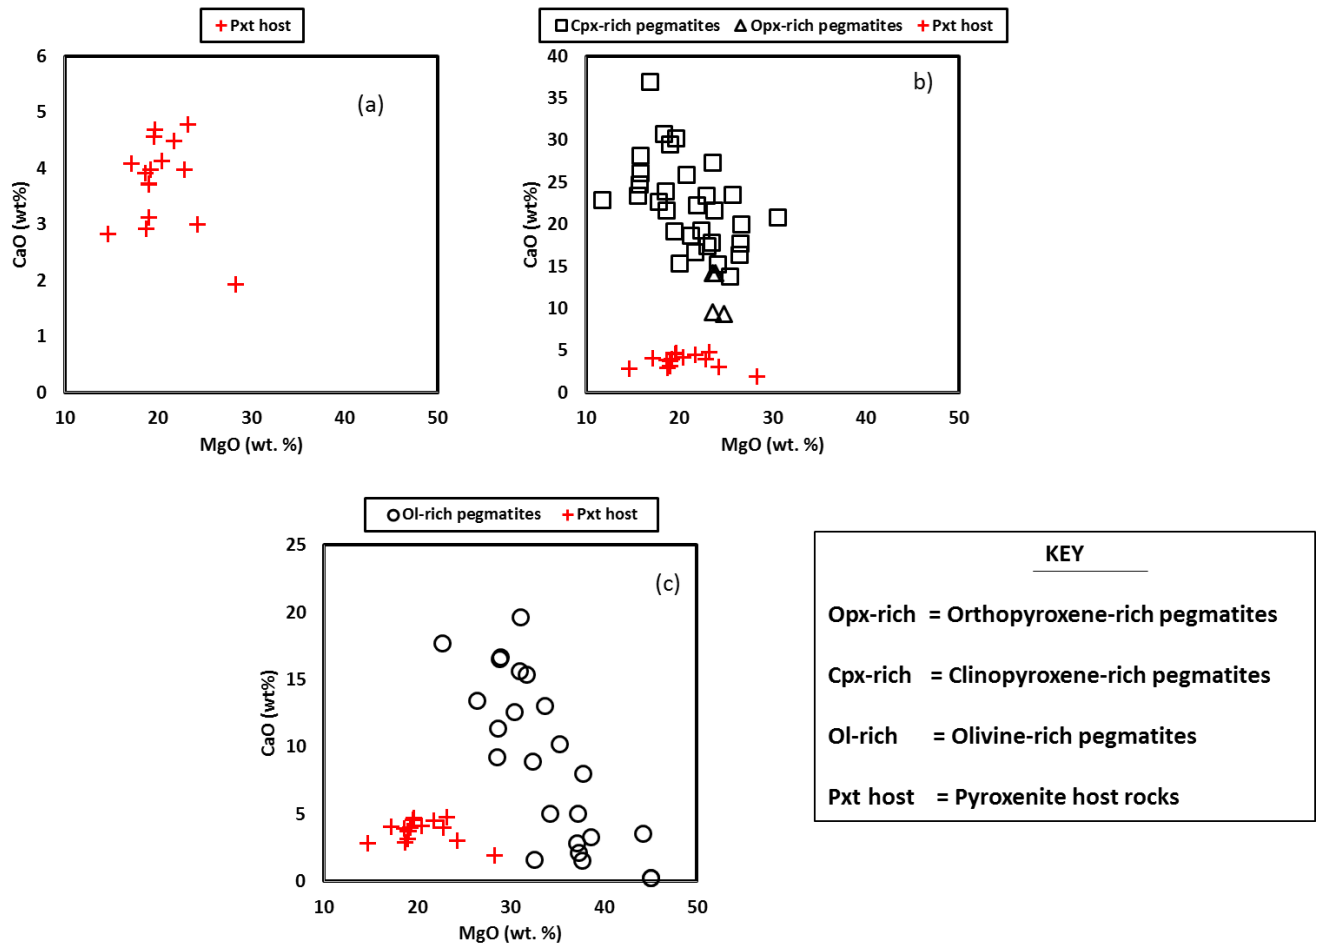 Pxt host
(a)
6
5
4
3
2
1
0
CaO (wt%)
10 20 30 40 50
MgO (wt. %)
Cpx-rich pegmatites Opx-rich pegmatites Pxt host
b)
40
35
30
25
20
15
10
5
0
CaO (wt%)
10 20 30 40 50
MgO (wt. %)
Ol-rich pegmatites Pxt host
(c)
25
20
15
10
5
0
CaO (wt%)
10 20 30 40 50
MgO (wt. %)
KEY
Opx-rich = Orthopyroxene-rich pegmatites
Cpx-rich = Clinopyroxene-rich pegmatites
Ol-rich = Olivine-rich pegmatites
Pxt host = Pyroxenite host rocks